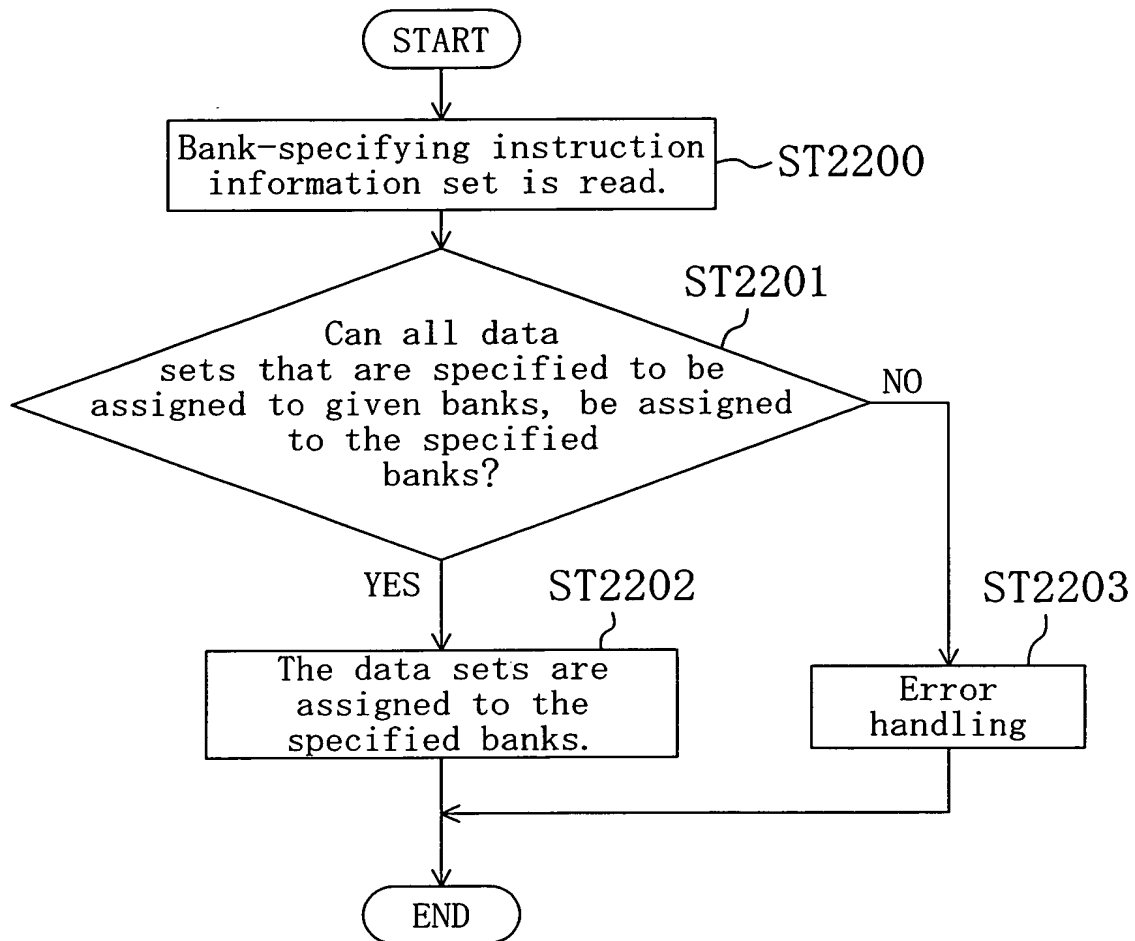 START
Bank-specifying instruction
information set is read.
ST2200
ST2201
Can all data
sets that are specified to be
assigned to given banks, be assigned
to the specified
banks?
NO
YES
ST2202
ST2203
The data sets are
assigned to the
specified banks.
Error
handling
END